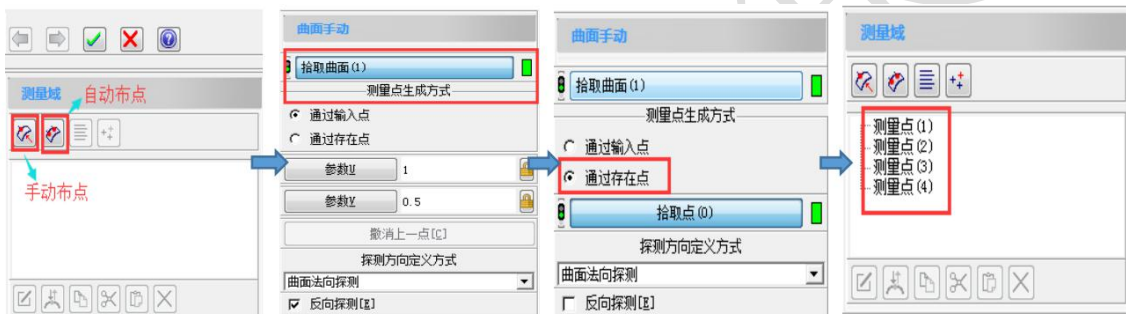 测量域
自动布点
手动布点
曲面手动
拾取曲面(1)
测量点生成方式
通过输入点
通过存在点
参数U 1
参数V 0.5
撤消上一点[C]
探测方向定义方式
曲面法向探测
反向探测[E]
曲面手动
拾取曲面(1)
测量点生成方式
通过输入点
通过存在点
拾取点(0)
探测方向定义方式
曲面法向探测
反向探测[E]
测量域
测量点(1)
测量点(2)
测量点(3)
测量点(4)